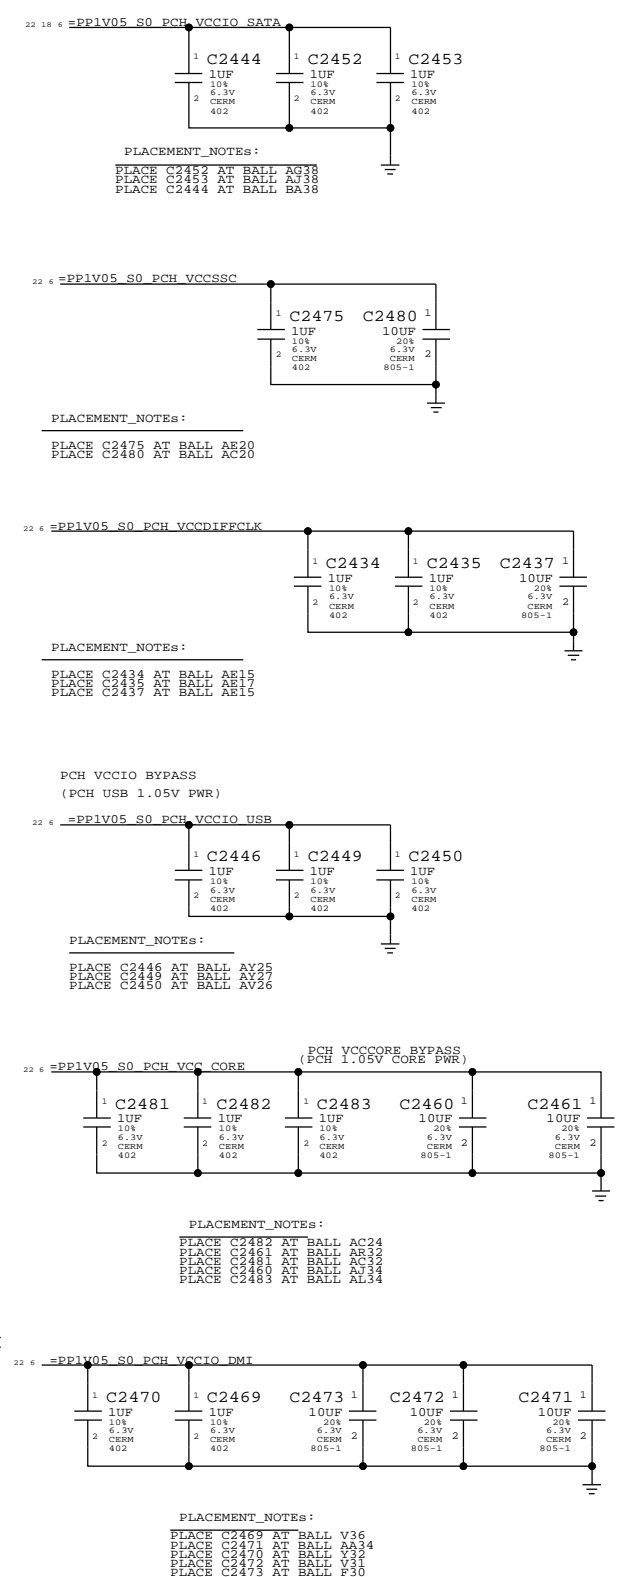 22 18 6 =PP1V05_S0_PCH_VCCIO_SATA
1 C2444 1 C2452 1 C2453
1UF 1UF 1UF
10% 10% 10%
6.3V 6.3V 6.3V
2 CERM 2 CERM 2 CERM
402 402 402
PLACEMENT_NOTEs:
PLACE C2452 AT BALL AG38
PLACE C2453 AT BALL AJ38
PLACE C2444 AT BALL BA38
22 6 =PP1V05_S0_PCH_VCCSSC
1 C2475 C2480 1
1UF 10UF
10% 20%
6.3V 6.3V
2 CERM CERM 2
402 805-1
PLACEMENT_NOTEs:
PLACE C2475 AT BALL AE20
PLACE C2480 AT BALL AC20
22 6 =PP1V05_S0_PCH_VCCDIFFCLK
1 C2434 1 C2435 C2437 1
1UF 1UF 10UF
10% 10% 20%
6.3V 6.3V 6.3V
2 CERM 2 CERM CERM 2
402 402 805-1
PLACEMENT_NOTEs:
PLACE C2434 AT BALL AE15
PLACE C2435 AT BALL AE17
PLACE C2437 AT BALL AE15
PCH VCCIO BYPASS
(PCH USB 1.05V PWR)
22 6 =PP1V05_S0_PCH_VCCIO_USB
1 C2446 1 C2449 1 C2450
1UF 1UF 1UF
10% 10% 10%
6.3V 6.3V 6.3V
2 CERM 2 CERM 2 CERM
402 402 402
PLACEMENT_NOTEs:
PLACE C2446 AT BALL AY25
PLACE C2449 AT BALL AY27
PLACE C2450 AT BALL AV26
PCH VCCCORE BYPASS
(PCH 1.05V CORE PWR)
22 6 =PP1V05_S0_PCH_VCC_CORE
1 C2481 1 C2482 1 C2483 C2460 1 C2461 1
1UF 1UF 1UF 10UF 10UF
10% 10% 10% 20% 20%
6.3V 6.3V 6.3V 6.3V 6.3V
2 CERM 2 CERM 2 CERM CERM 2 CERM 2
402 402 402 805-1 805-1
PLACEMENT_NOTEs:
PLACE C2482 AT BALL AC24
PLACE C2461 AT BALL AR32
PLACE C2481 AT BALL AC32
PLACE C2460 AT BALL AJ34
PLACE C2483 AT BALL AL34
22 6 =PP1V05_S0_PCH_VCCIO_DMI
1 C2470 1 C2469 C2473 1 C2472 1 C2471 1
1UF 1UF 10UF 10UF 10UF
10% 10% 20% 20% 20%
6.3V 6.3V 6.3V 6.3V 6.3V
2 CERM 2 CERM CERM 2 CERM 2 CERM 2
402 402 805-1 805-1 805-1
PLACEMENT_NOTEs:
PLACE C2469 AT BALL V36
PLACE C2471 AT BALL AA34
PLACE C2470 AT BALL Y32
PLACE C2472 AT BALL V31
PLACE C2473 AT BALL F30